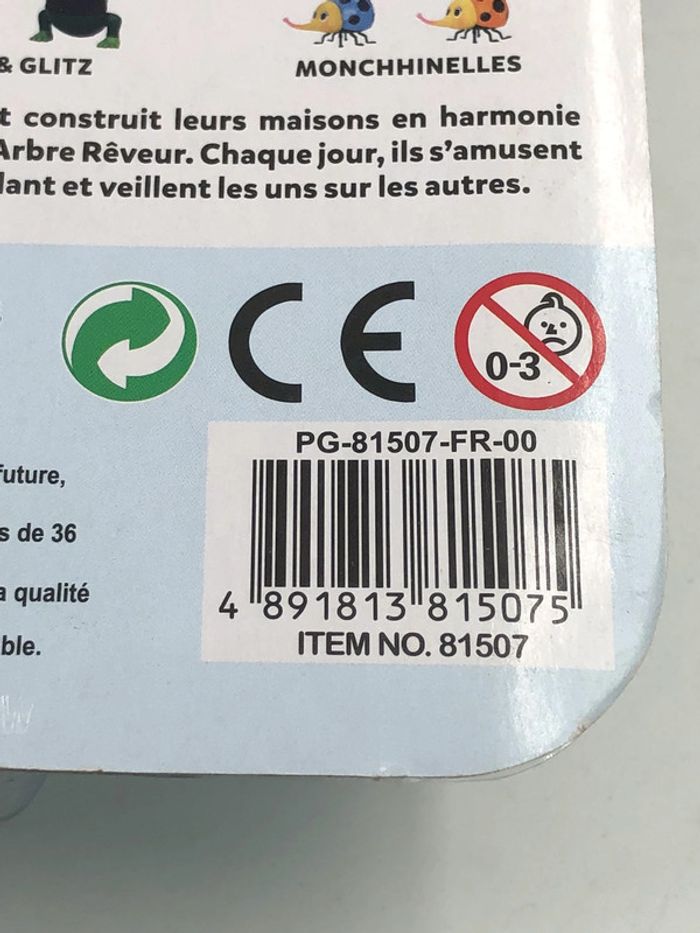 & GLITZ
MONCHHINELLES
t construit leurs maisons en harmonie
Arbre Rêveur. Chaque jour, ils s'amusent
lant et veillent les uns sur les autres.
CE
0-3
PG-81507-FR-00
future,
s de 36
a qualité
ble.
4 891813 815075
ITEM NO. 81507